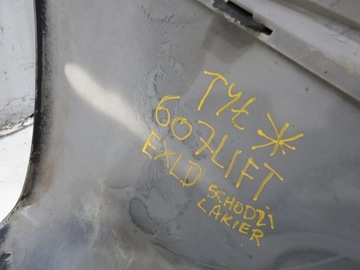 TYŁ *
607 LIFT
EXLD SCHODZI
LAKIER